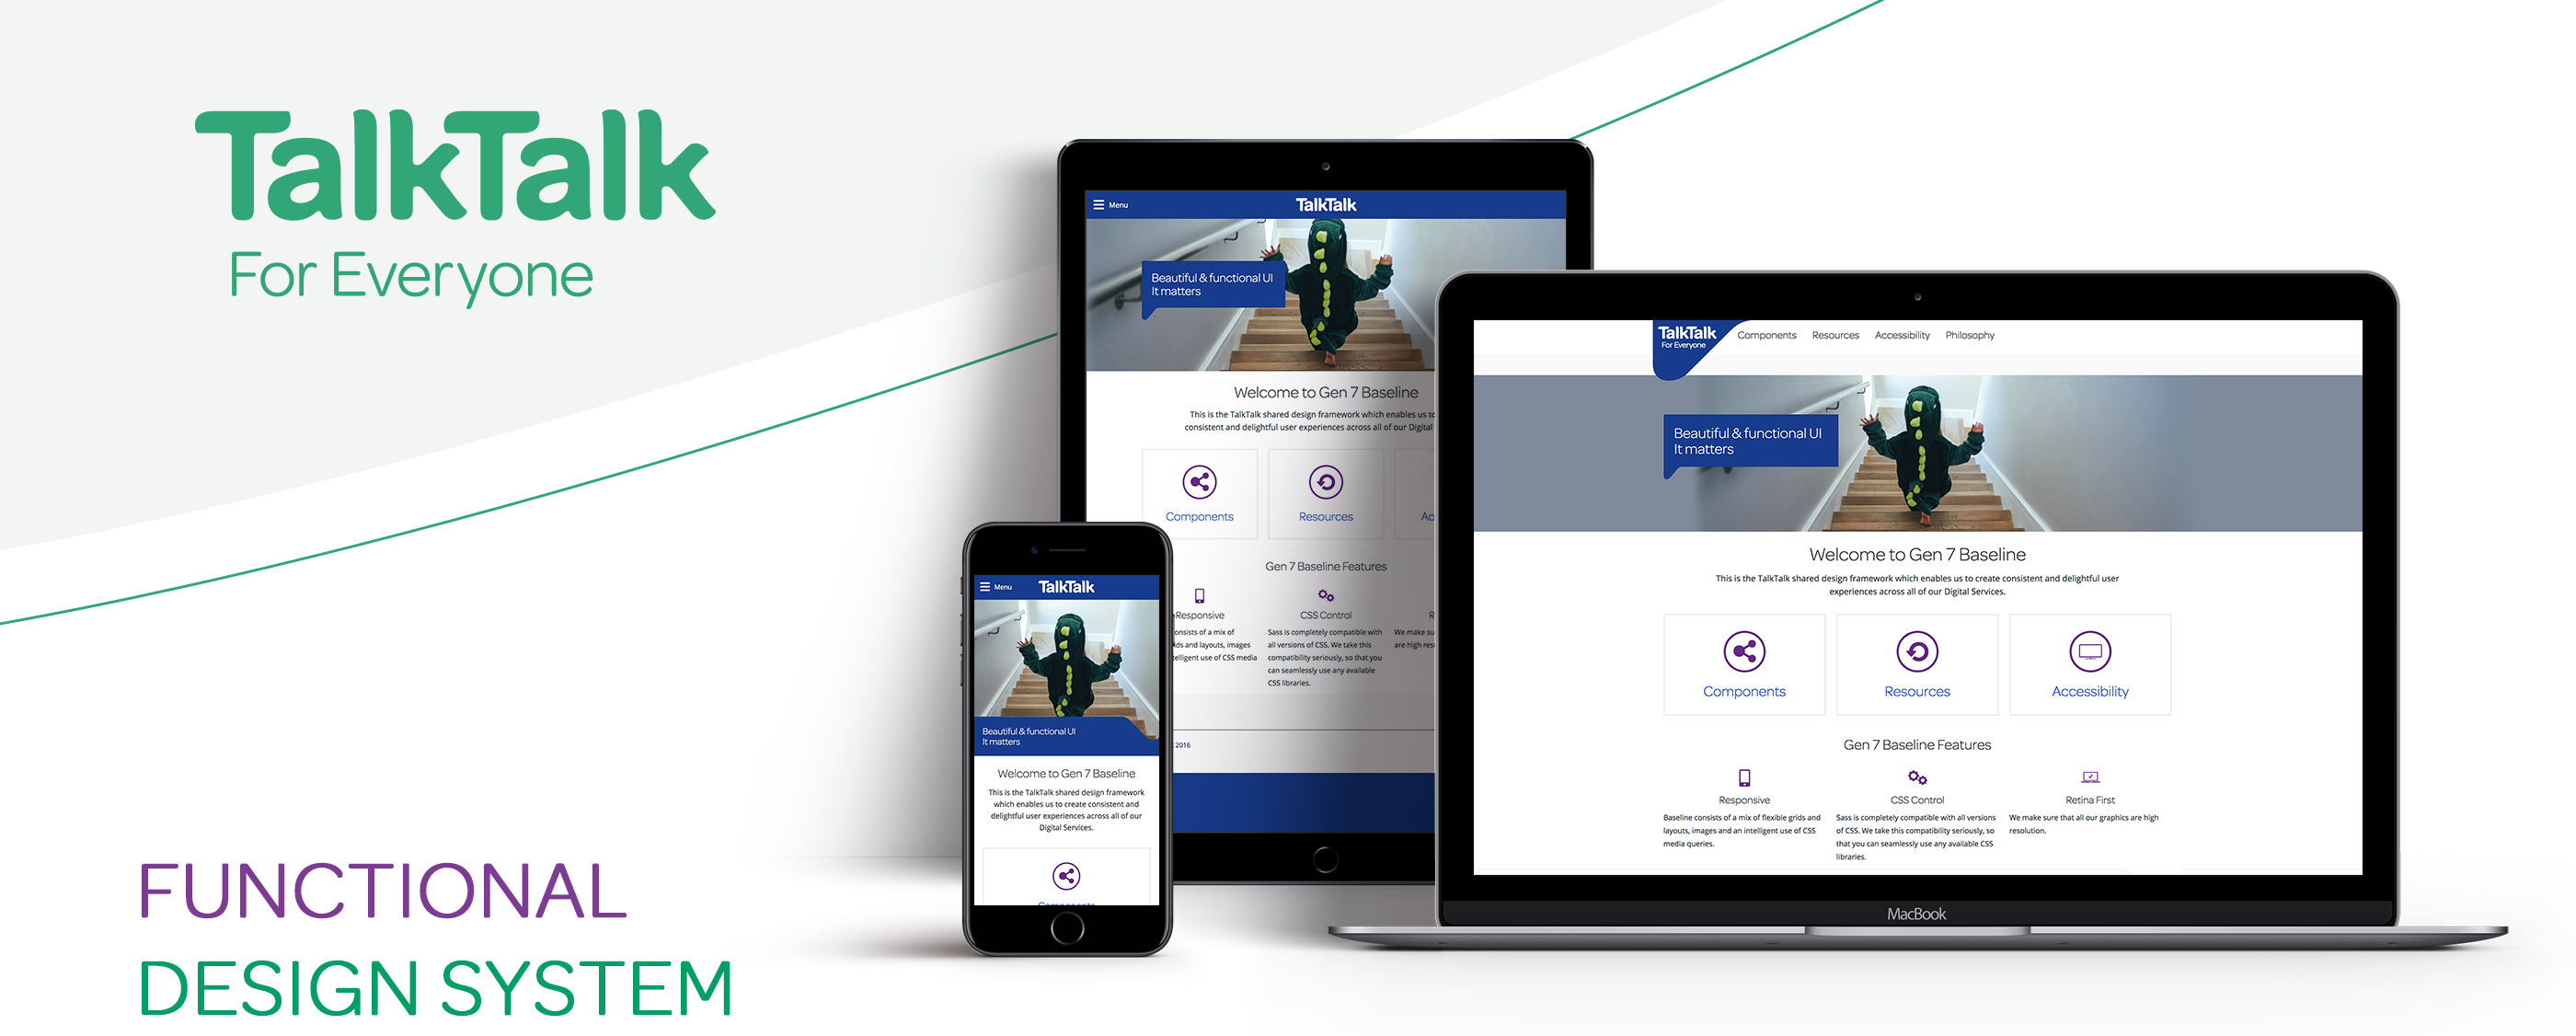 TalkTalk
For Everyone
FUNCTIONAL
DESIGN SYSTEM
Menu
TalkTalk
Beautiful & functional UI
It matters
Welcome to Gen 7 Baseline
This is the TalkTalk shared design framework which enables us to
consistent and delightful user experiences across all of our Digital
Components
Resources
Ac
Gen 7 Baseline Features
Responsive
onsists of a mix of
ds and layouts, images
telligent use of CSS media
CSS Control
Sass is completely compatible with
all versions of CSS. We take this
compatibility seriously, so that you
can seamlessly use any available
CSS libraries.
R
We make su
are high res
2016
Menu
TalkTalk
Beautiful & functional UI
It matters
Welcome to Gen 7 Baseline
This is the TalkTalk shared design framework
which enables us to create consistent and
delightful user experiences across all of our
Digital Services.
Components
TalkTalk
For Everyone
Components
Resources
Accessibility
Philosophy
Beautiful & functional UI
It matters
Welcome to Gen 7 Baseline
This is the TalkTalk shared design framework which enables us to create consistent and delightful user
experiences across all of our Digital Services.
Components
Resources
Accessibility
Gen 7 Baseline Features
Responsive
Baseline consists of a mix of flexible grids and
layouts, images and an intelligent use of CSS
media queries.
CSS Control
Sass is completely compatible with all versions
of CSS. We take this compatibility seriously, so
that you can seamlessly use any available CSS
libraries.
Retina First
We make sure that all our graphics are high
resolution.
MacBook